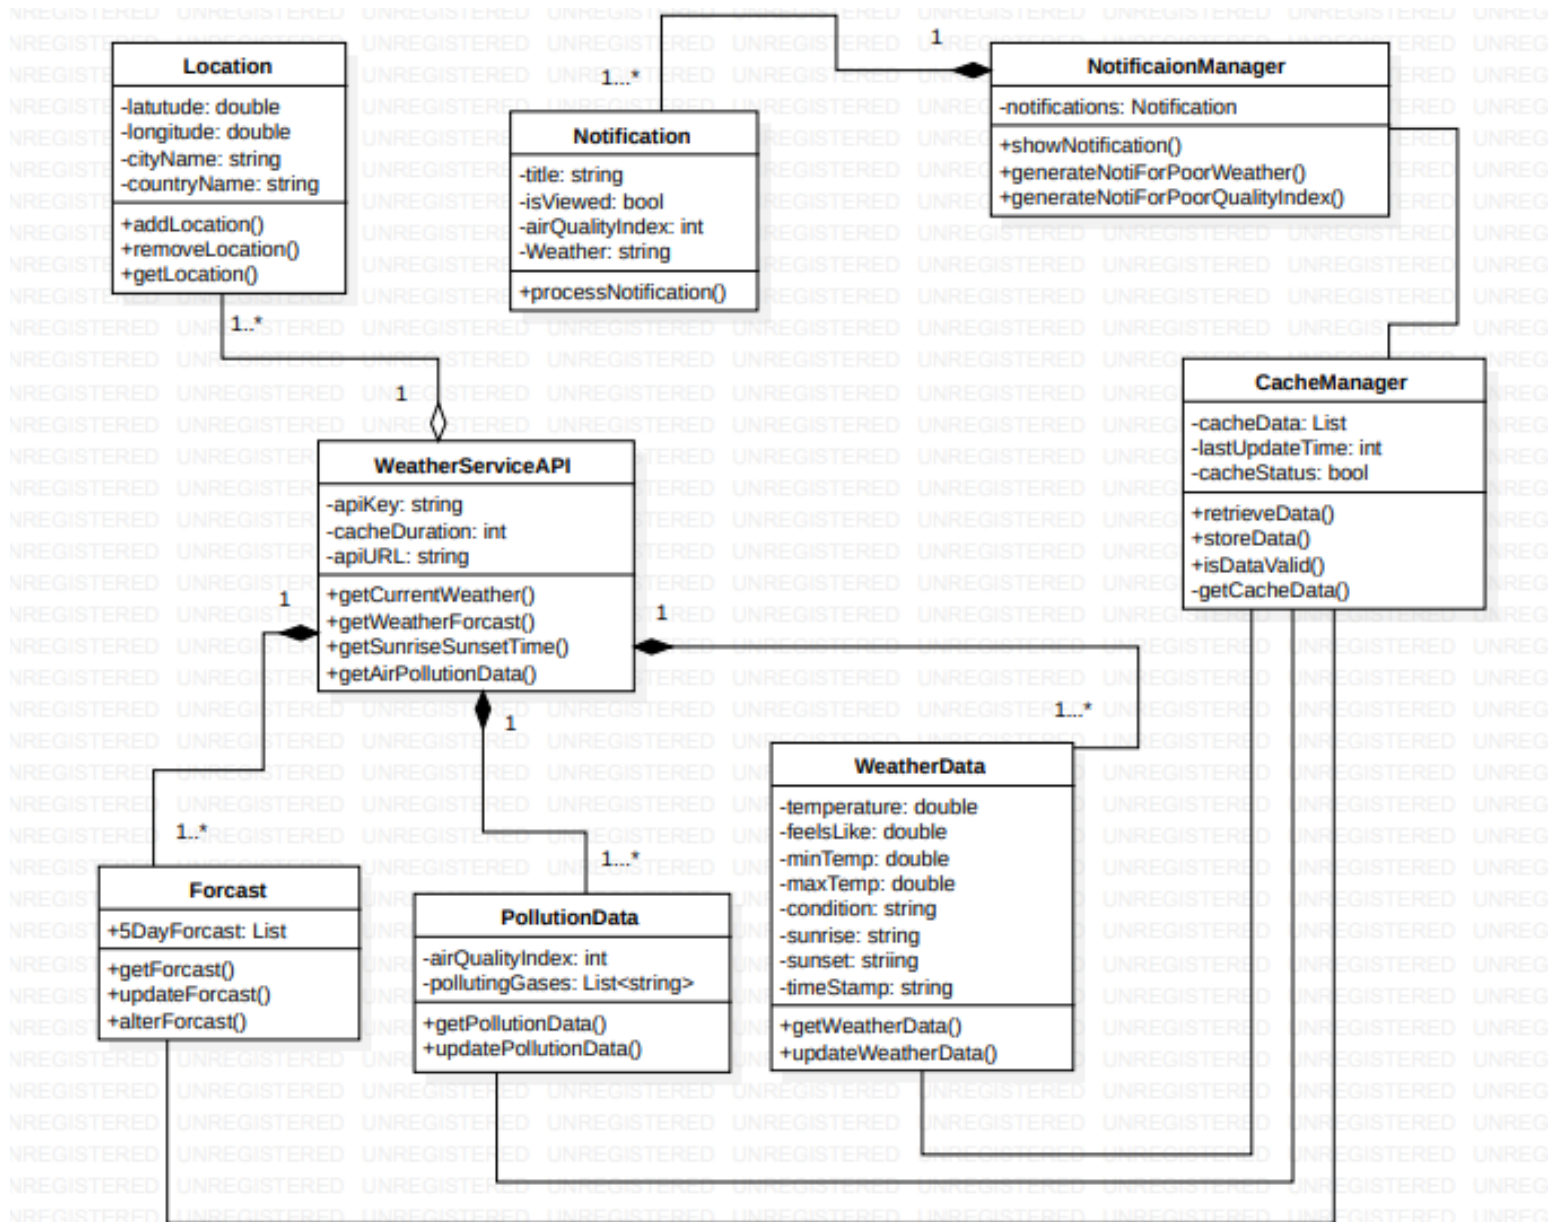 Location
-latutude: double
-longitude: double
-cityName: string
-countryName: string
+addLocation()
+removeLocation()
+getLocation()
1..*
Notification
-title: string
-isViewed: bool
-airQualityIndex: int
-Weather: string
+processNotification()
1...*
1
NotificaionManager
-notifications: Notification
+showNotification()
+generateNotiForPoorWeather()
+generateNotiForPoorQualityIndex()
CacheManager
-cacheData: List
-lastUpdateTime: int
-cacheStatus: bool
+retrieveData()
+storeData()
+isDataValid()
-getCacheData()
1
WeatherServiceAPI
-apiKey: string
-cacheDuration: int
-apiURL: string
+getCurrentWeather()
+getWeatherForcast()
+getSunriseSunsetTime()
+getAirPollutionData()
1
1
1
1..*
1...*
1...*
Forcast
+5DayForcast: List
+getForcast()
+updateForcast()
+alterForcast()
PollutionData
-airQualityIndex: int
-pollutingGases: List<string>
+getPollutionData()
+updatePollutionData()
WeatherData
-temperature: double
-feelsLike: double
-minTemp: double
-maxTemp: double
-condition: string
-sunrise: string
-sunset: striing
-timeStamp: string
+getWeatherData()
+updateWeatherData()
UNREGISTERED